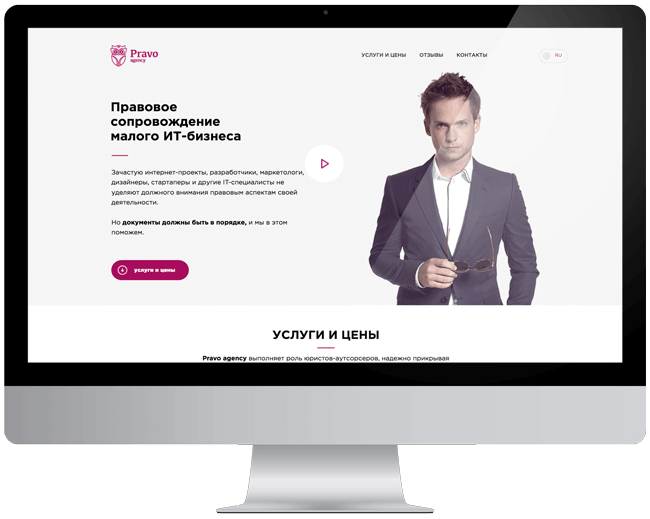 Pravo
agency
УСЛУГИ И ЦЕНЫ ОТЗЫВЫ КОНТАКТЫ RU
Правовое
сопровождение
малого ИТ-бизнеса
Зачастую интернет-проекты, разработчики, маркетологи,
дизайнеры, стартаперы и другие IT-специалисты не
уделяют должного внимания правовым аспектам своей
деятельности.
Но документы должны быть в порядке, и мы в этом
поможем.
услуги и цены
УСЛУГИ И ЦЕНЫ
Pravo agency выполняет роль юристов-аутсорсеров, надежно прикрывая